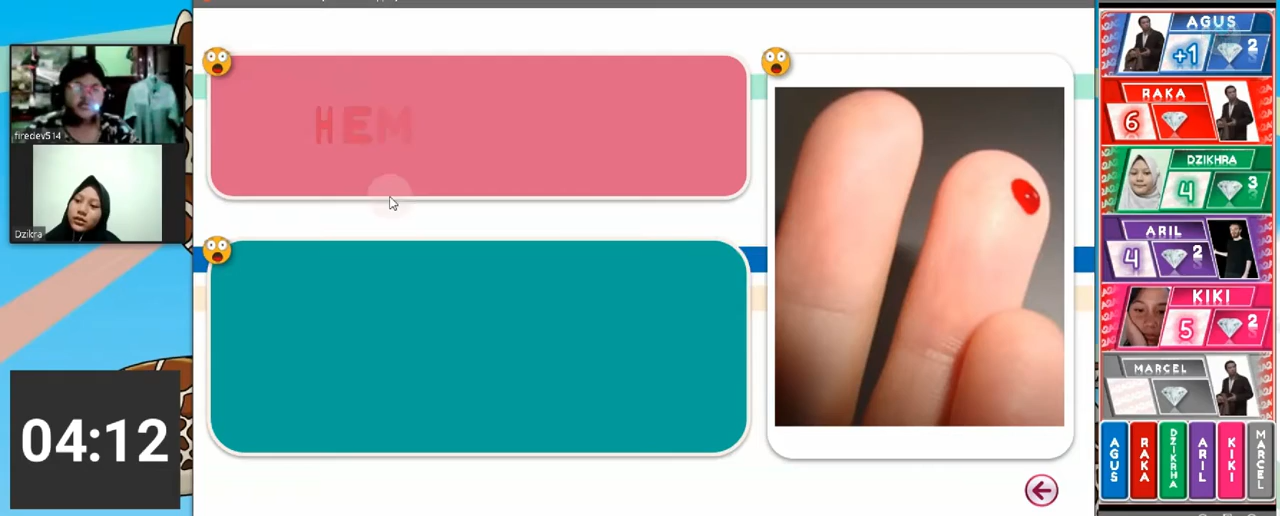 firedev514
Dzikra
04:12
HEM
AGUS
+1
2
RAKA
6
DZIKHRA
4
3
ARIL
4
2
KIKI
5
2
MARCEL
AGUS
RAKA
DZIKRHA
ARIL
KIKI
MARCEL